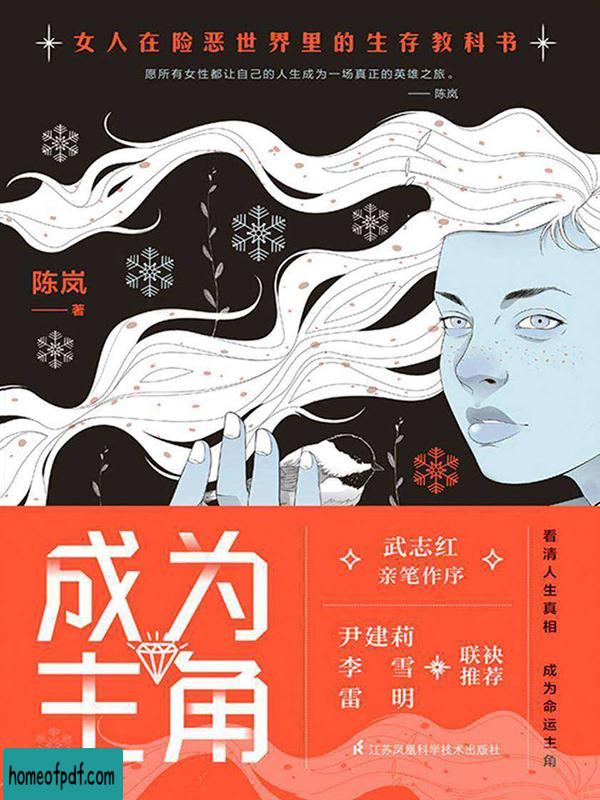 女人在险恶世界里的生存教科书
愿所有女性都让自己的人生成为一场真正的英雄之旅。
—— 陈岚
陈岚
—— 著
成为
主角
武志红
亲笔作序
尹建莉
李雪
雷明
联袂
推荐
看清人生真相 成为命运主角
江苏凤凰科学技术出版社
homeofpdf.com